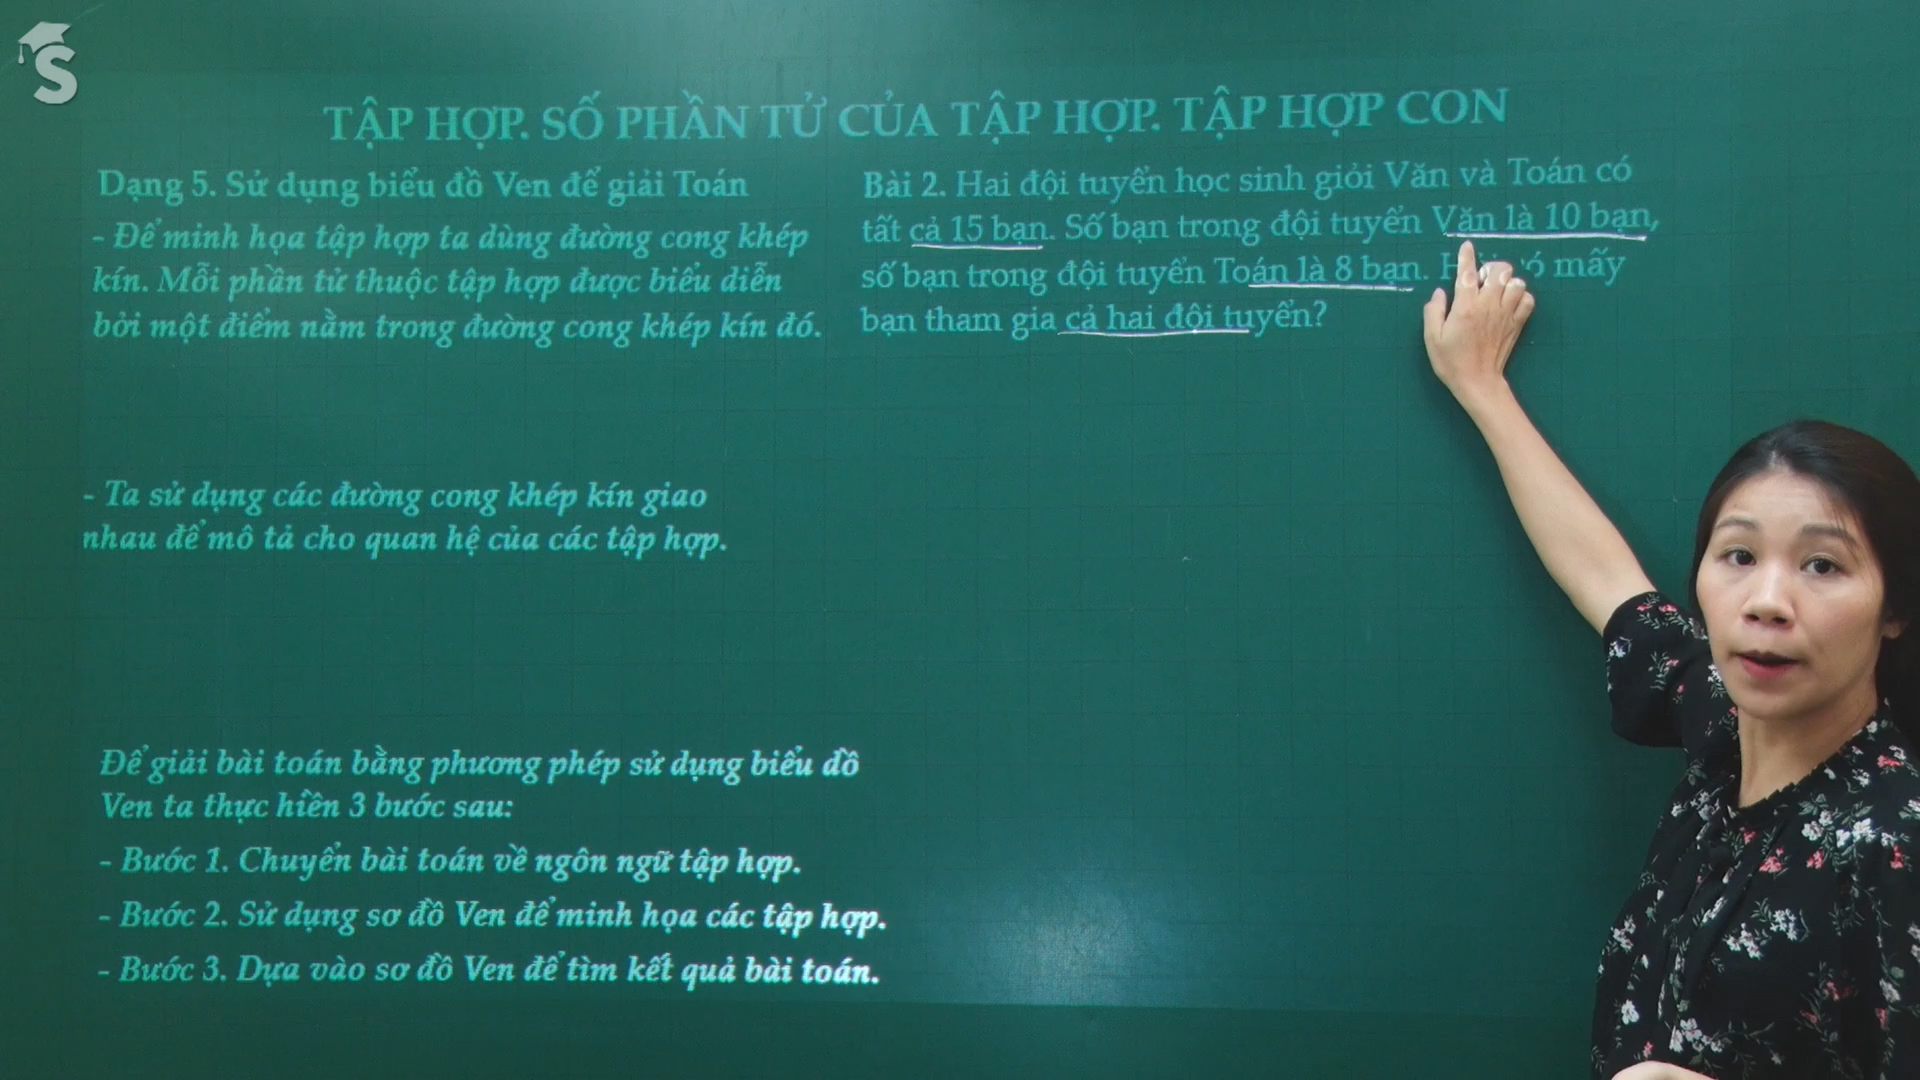 S
TẬP HỢP. SỐ PHẦN TỬ CỦA TẬP HỢP. TẬP HỢP CON
Dạng 5. Sử dụng biểu đồ Ven để giải Toán
- Để minh họa tập hợp ta dùng đường cong khép
kín. Mỗi phần tử thuộc tập hợp được biểu diễn
bởi một điểm nằm trong đường cong khép kín đó.
- Ta sử dụng các đường cong khép kín giao
nhau để mô tả cho quan hệ của các tập hợp.
Để giải bài toán bằng phương phép sử dụng biểu đồ
Ven ta thực hiên 3 bước sau:
- Bước 1. Chuyển bài toán về ngôn ngữ tập hợp.
- Bước 2. Sử dụng sơ đồ Ven để minh họa các tập hợp.
- Bước 3. Dựa vào sơ đồ Ven để tìm kết quả bài toán.
Bài 2. Hai đội tuyển học sinh giỏi Văn và Toán có
tất cả 15 bạn. Số bạn trong đội tuyển Văn là 10 bạn,
số bạn trong đội tuyển Toán là 8 bạn. có mấy
bạn tham gia cả hai đội tuyển?